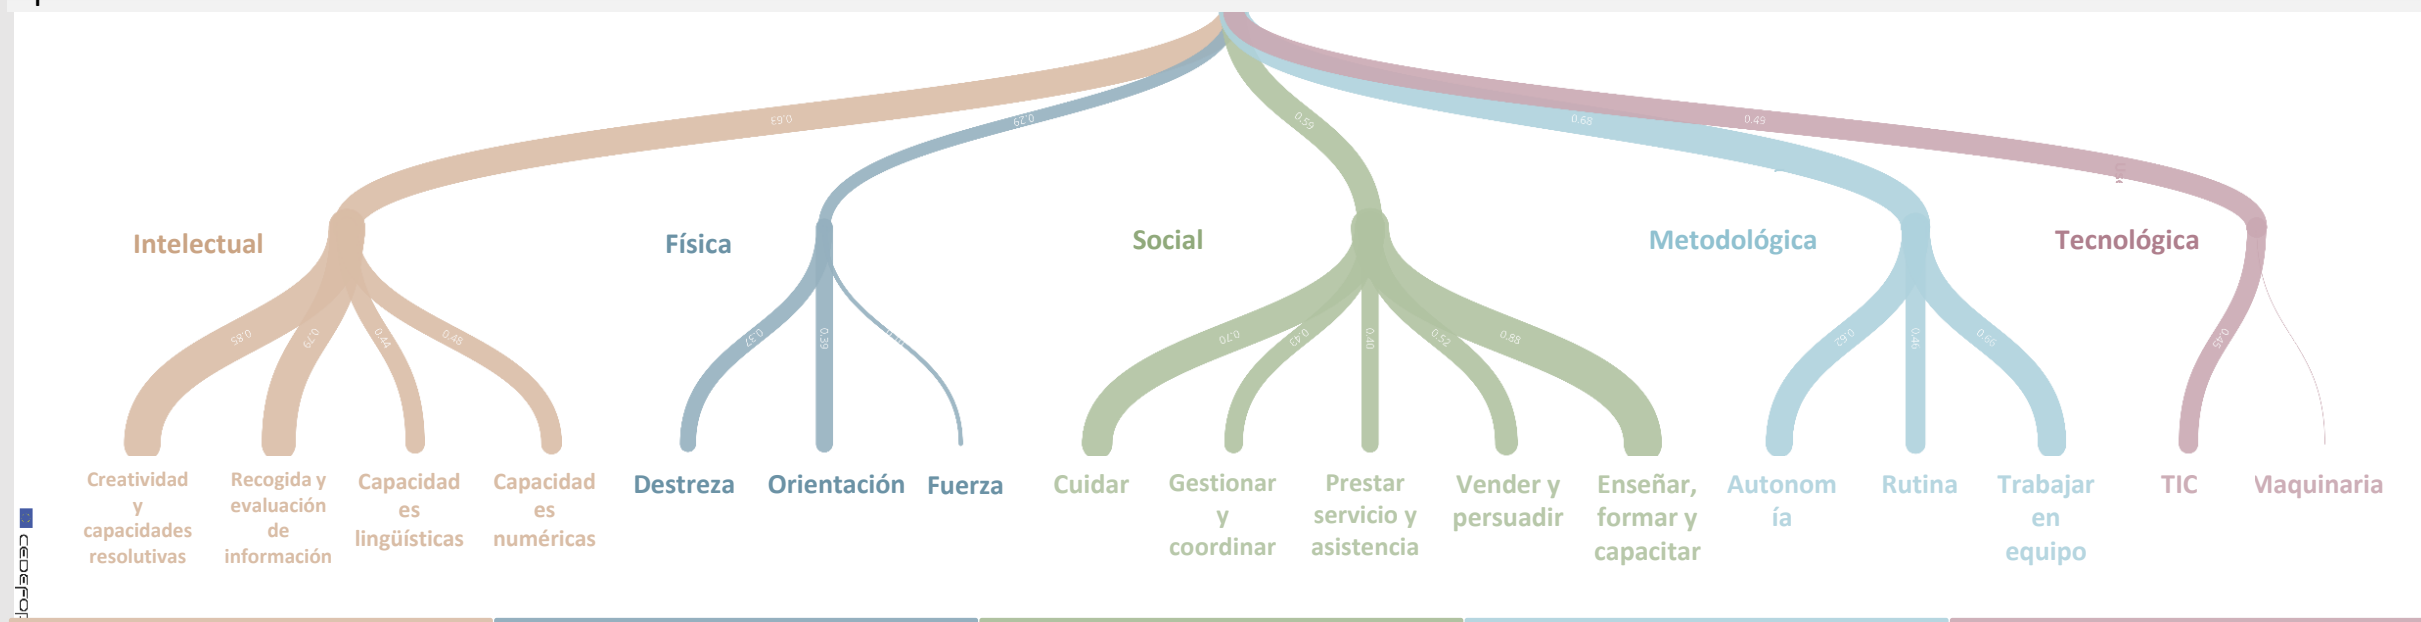 0.63
0.29
0.59
0.68
0.49
Intelectual
Física
Social
Metodológica
Tecnológica
0.85
0.79
0.44
0.48
0.37
0.39
0.70
0.43
0.40
0.52
0.88
0.62
0.46
0.66
0.45
Creatividad
y
capacidades
resolutivas
Recogida y
evaluación
de
información
Capacidad
es
lingüísticas
Capacidad
es
numéricas
Destreza
Orientación
Fuerza
Cuidar
Gestionar
y
coordinar
Prestar
servicio y
asistencia
Vender y
persuadir
Enseñar,
formar y
capacitar
Autonom
ía
Rutina
Trabajar
en
equipo
TIC
Maquinaria